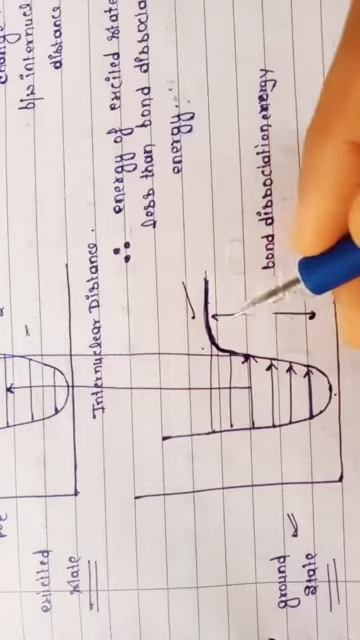 change
b/w internucl
distance
∴ energy of excited state
less than bond dissocia
energy...
Internuclear Distance.
bond dissociation energy
excited
state
ground
state